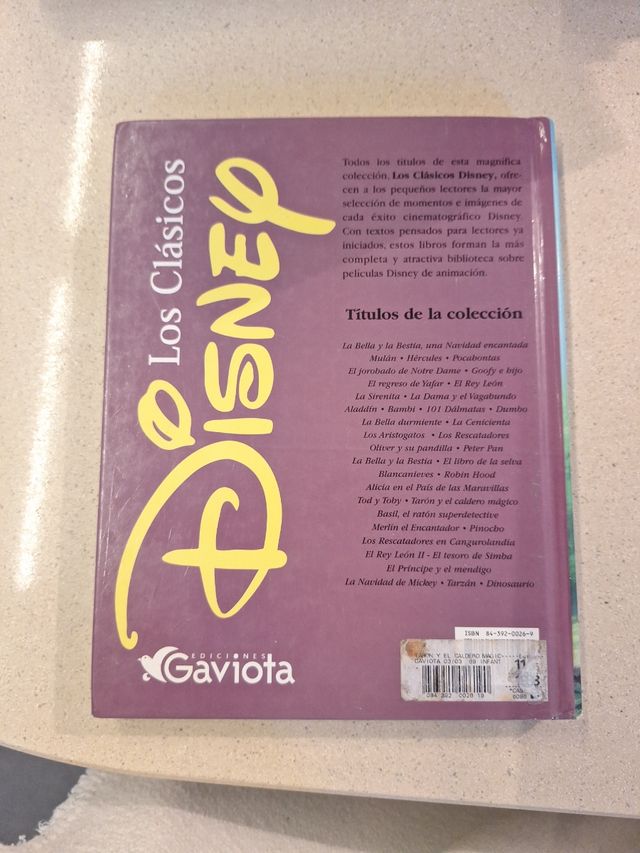 Los Clásicos
Disney
EDICIONES
Gaviota
Todos los títulos de esta magnífica
colección, Los Clásicos Disney, ofre-
cen a los pequeños lectores la mayor
selección de momentos e imágenes de
cada éxito cinematográfico Disney.
Con textos pensados para lectores ya
iniciados, estos libros forman la más
completa y atractiva biblioteca sobre
películas Disney de animación.
Títulos de la colección
La Bella y la Bestia, una Navidad encantada
Mulán • Hércules • Pocahontas
El jorobado de Notre Dame • Goofy e hijo
El regreso de Yafar • El Rey León
La Sirenita • La Dama y el Vagabundo
Aladdín • Bambi • 101 Dálmatas • Dumbo
La Bella durmiente • La Cenicienta
Los Aristogatos • Los Rescatadores
Oliver y su pandilla • Peter Pan
La Bella y la Bestia • El libro de la selva
Blancanieves • Robin Hood
Alicia en el País de las Maravillas
Tod y Toby • Tarón y el caldero mágico
Basil, el ratón superdetective
Merlín el Encantador • Pinocho
Los Rescatadores en Cangurolandia
El Rey León II - El tesoro de Simba
El Príncipe y el mendigo
La Navidad de Mickey • Tarzán • Dinosaurio
ISBN 84-392-0026-9
Y EL CALDERO
GAVIOTA 03/03 69 INFANT
11